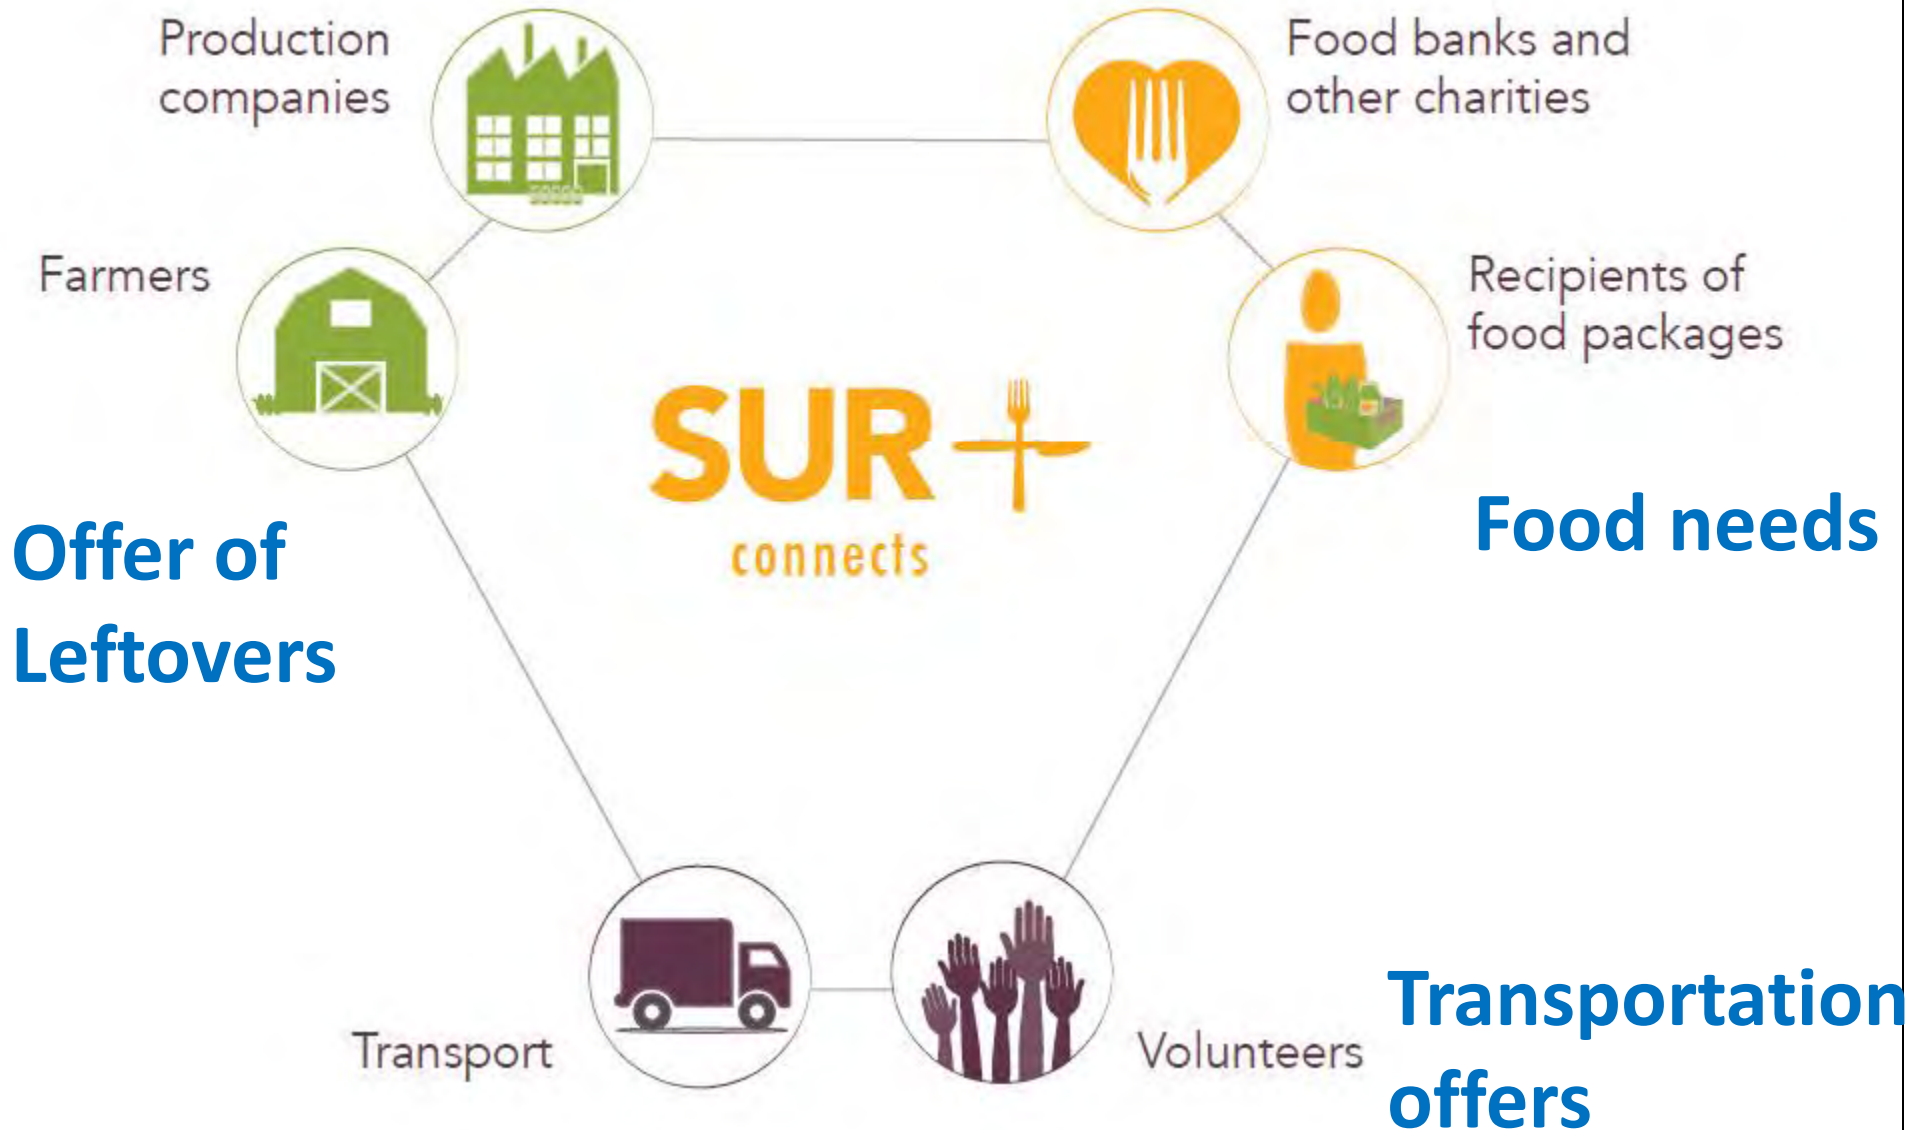 Production
companies
Food banks and
other charities
Farmers
Recipients of
food packages
SUR
connects
Offer of
Leftovers
Food needs
Transport
Volunteers
Transportation
offers